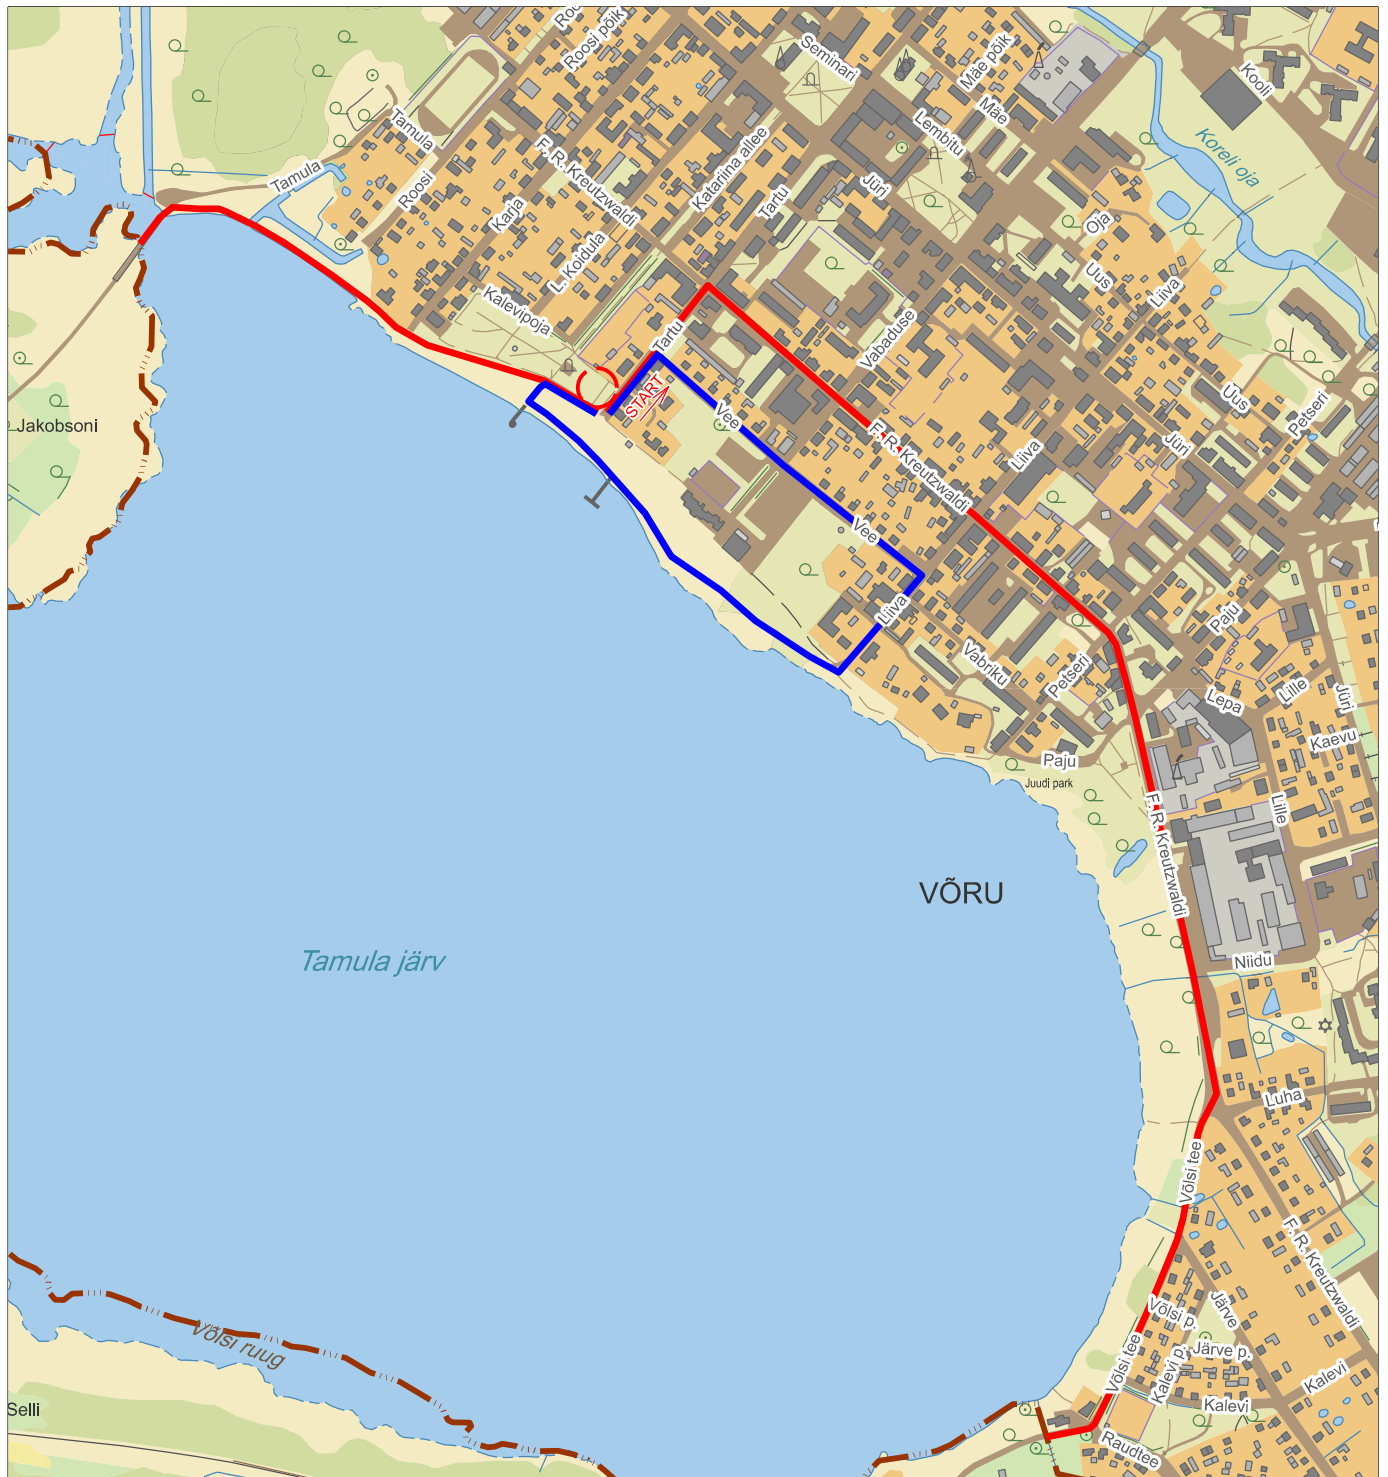 Roosi põik
Seminari
Mäe põik
Mäe
Kooli
Koreli oja
Tamula
Lembitu
F. R. Kreutzwaldi
Katariina allee
Tamula
Roosi
Karja
Tartu
Jüri
Oja
L. Koidula
Uus
Liiva
Kalevipoja
Tartu
Vabaduse
START
Vee
Uus
Petseri
Jakobsoni
F. R. Kreutzwaldi
Liiva
Jüri
Vee
Liiva
Paju
Vabriku
Petseri
Lepa
Lille
Jüri
Kaevu
Paju
Juudi park
F. R. Kreutzwaldi
Lille
VÕRU
Tamula järv
Niidu
Luha
Võlsi tee
F. R. Kreutzwaldi
Järve
Võlsi p.
Võlsi ruug
Võlsi tee
Kalevi p.
Järve p.
Kalevi
Kalevi
Selli
Raudtee